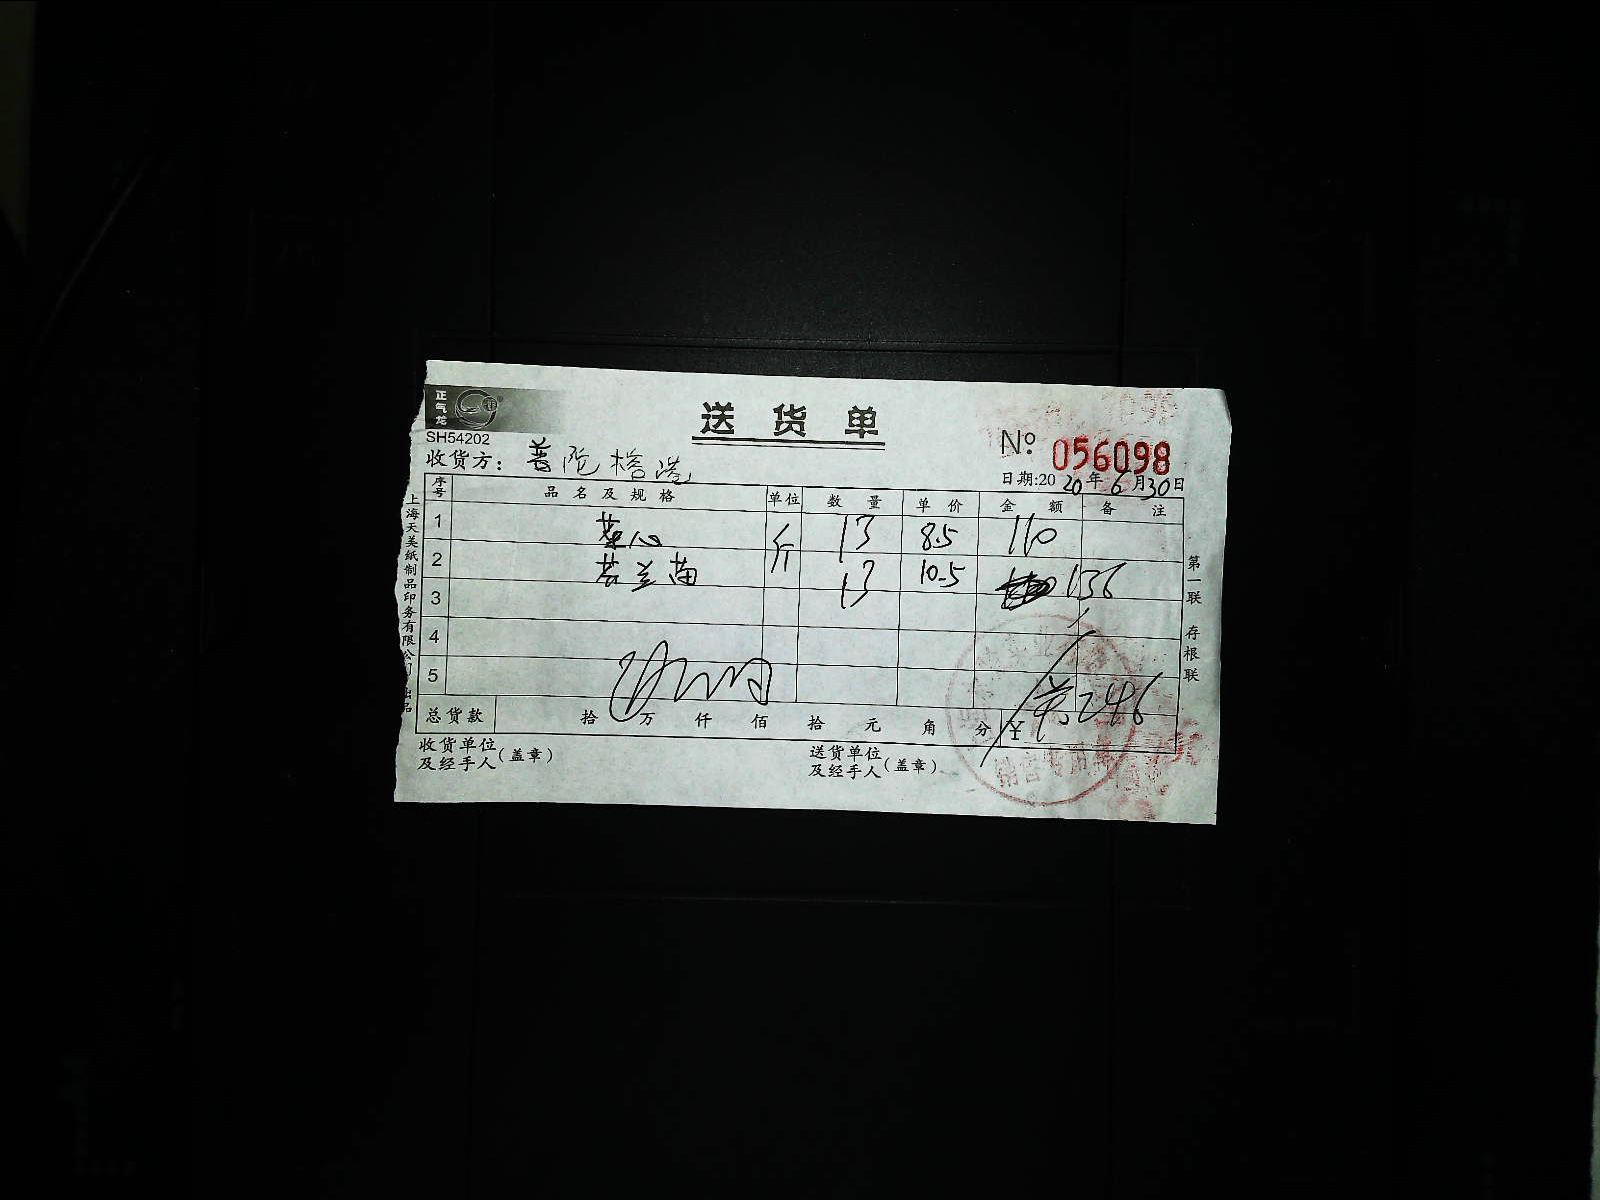 正气龙
送货单
SH54202
No 056098
收货方：普陀
日期:2020年6月30日
序号 品名及规格 单位 数量 单价 金额 备注
1 菜心 斤 13 8.5 110
2 芥兰苗 13 10.5 136
3
4
5
共246
总货款 拾 万 仟 佰 拾 元 角 分 ¥
收货单位及经手人(盖章)
送货单位及经手人(盖章)
上海天美纸制品印务有限公司出品
第一联 存根联